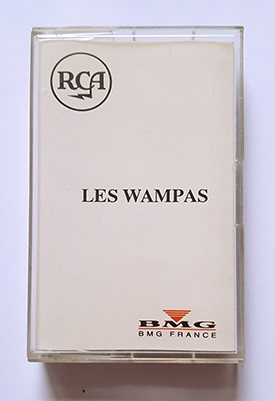 RCA
LES WAMPAS
BMG
BMG FRANCE